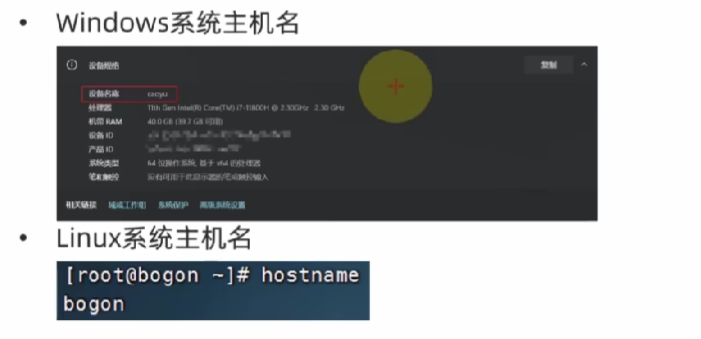 • Windows系统主机名
设备规格
复制
设备名称
处理器 11th Gen Intel(R) Core(TM) i7-11800H @ 2.30GHz 2.30 GHz
机带 RAM 40.0 GB (39.7 GB 可用)
设备 ID
产品 ID
系统类型 64 位操作系统, 基于 x64 的处理器
笔和触控 没有可用于此显示器的笔或触控输入
相关链接 域或工作组 系统保护 高级系统设置
• Linux系统主机名
[root@bogon ~]# hostname
bogon